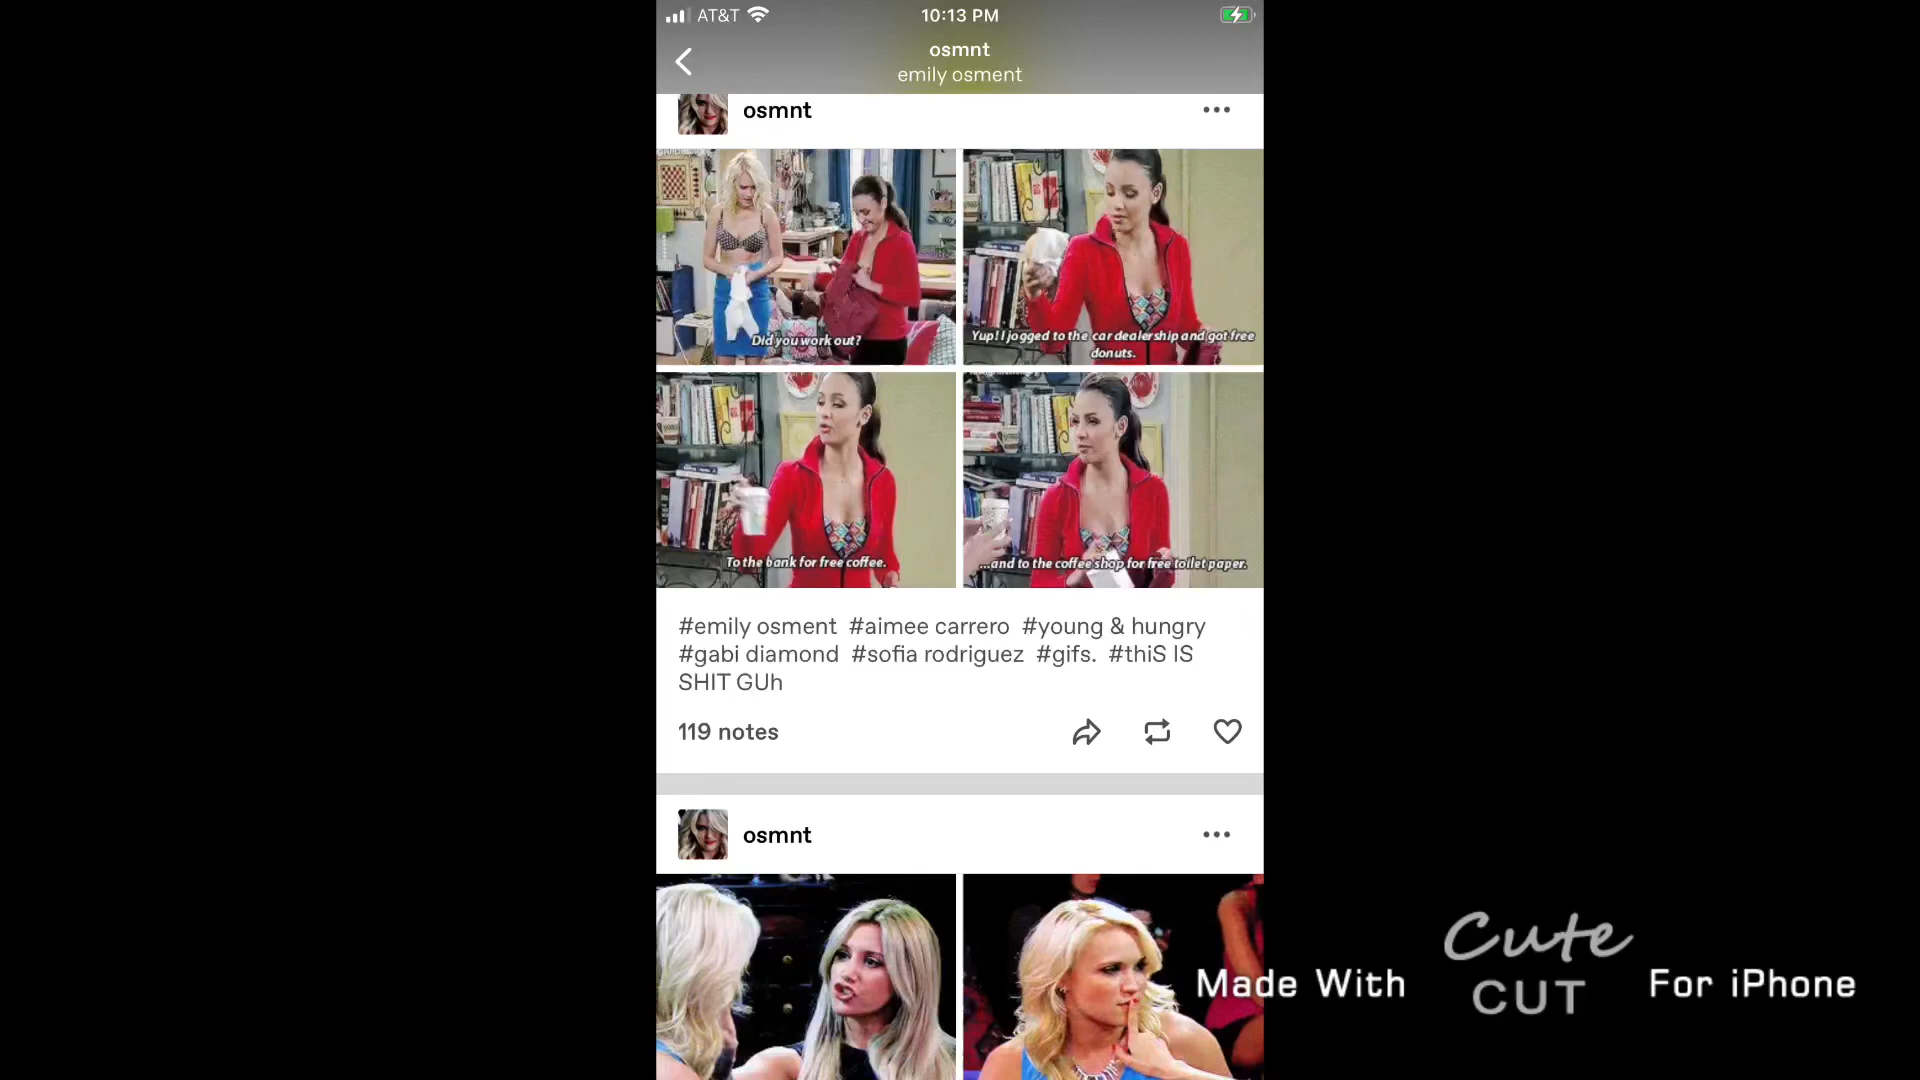 AT&T
10:13 PM
osmnt
emily osment
osmnt
Did you work out?
Yup! I jogged to the car dealership and got free
donuts.
To the bank for free coffee.
...and to the coffee shop for free toilet paper.
#emily osment #aimee carrero #young & hungry
#gabi diamond #sofia rodriguez #gifs. #thiS IS
SHIT GUh
119 notes
osmnt
Made With Cute CUT For iPhone